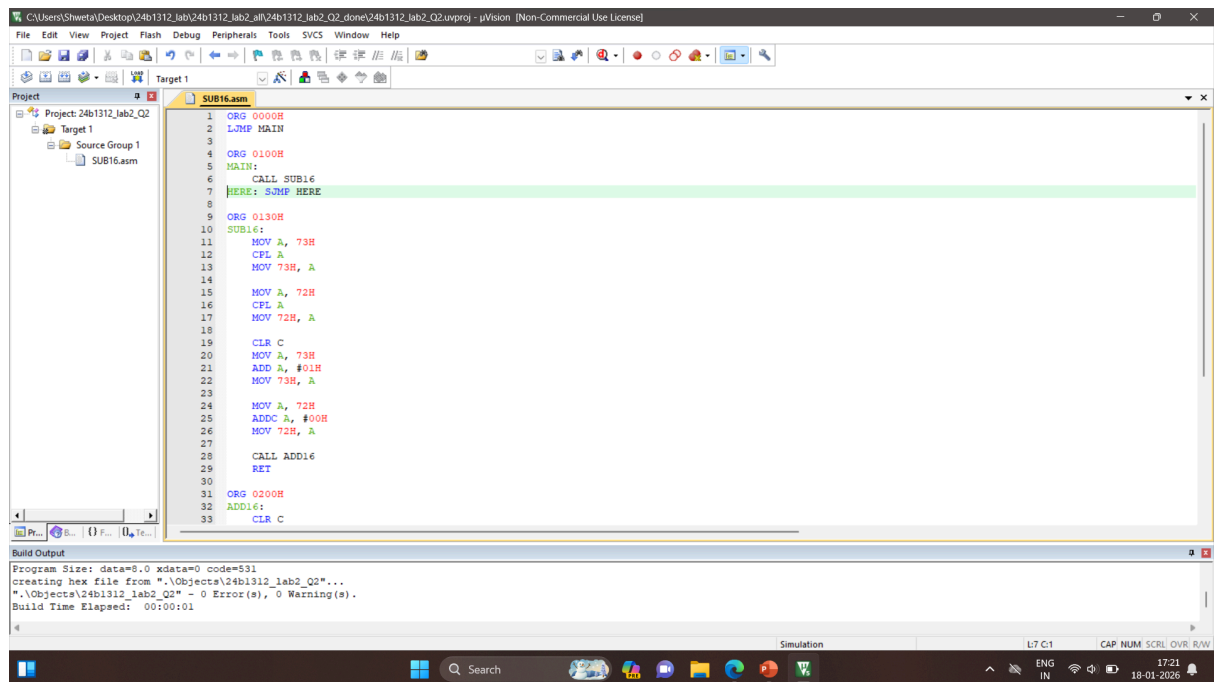 C:\Users\Shweta\Desktop\24b1312_lab\24b1312_lab2_all\24b1312_lab2_Q2_done\24b1312_lab2_Q2.uvproj - µVision [Non-Commercial Use License]
File Edit View Project Flash Debug Peripherals Tools SVCS Window Help
LOAD Target 1
Project
SUB16.asm
Project: 24b1312_lab2_Q2
Target 1
Source Group 1
SUB16.asm
1 ORG 0000H
2 LJMP MAIN
3
4 ORG 0100H
5 MAIN:
6 CALL SUB16
7 HERE: SJMP HERE
8
9 ORG 0130H
10 SUB16:
11 MOV A, 73H
12 CPL A
13 MOV 73H, A
14
15 MOV A, 72H
16 CPL A
17 MOV 72H, A
18
19 CLR C
20 MOV A, 73H
21 ADD A, #01H
22 MOV 73H, A
23
24 MOV A, 72H
25 ADDC A, #00H
26 MOV 72H, A
27
28 CALL ADD16
29 RET
30
31 ORG 0200H
32 ADD16:
33 CLR C
Pr... B... {} F... Te...
Build Output
Program Size: data=8.0 xdata=0 code=531
creating hex file from ".\Objects\24b1312_lab2_Q2"...
".\Objects\24b1312_lab2_Q2" - 0 Error(s), 0 Warning(s).
Build Time Elapsed: 00:00:01
Simulation L:7 C:1 CAP NUM SCRL OVR R/W
Search
ENG
IN
17:21
18-01-2026